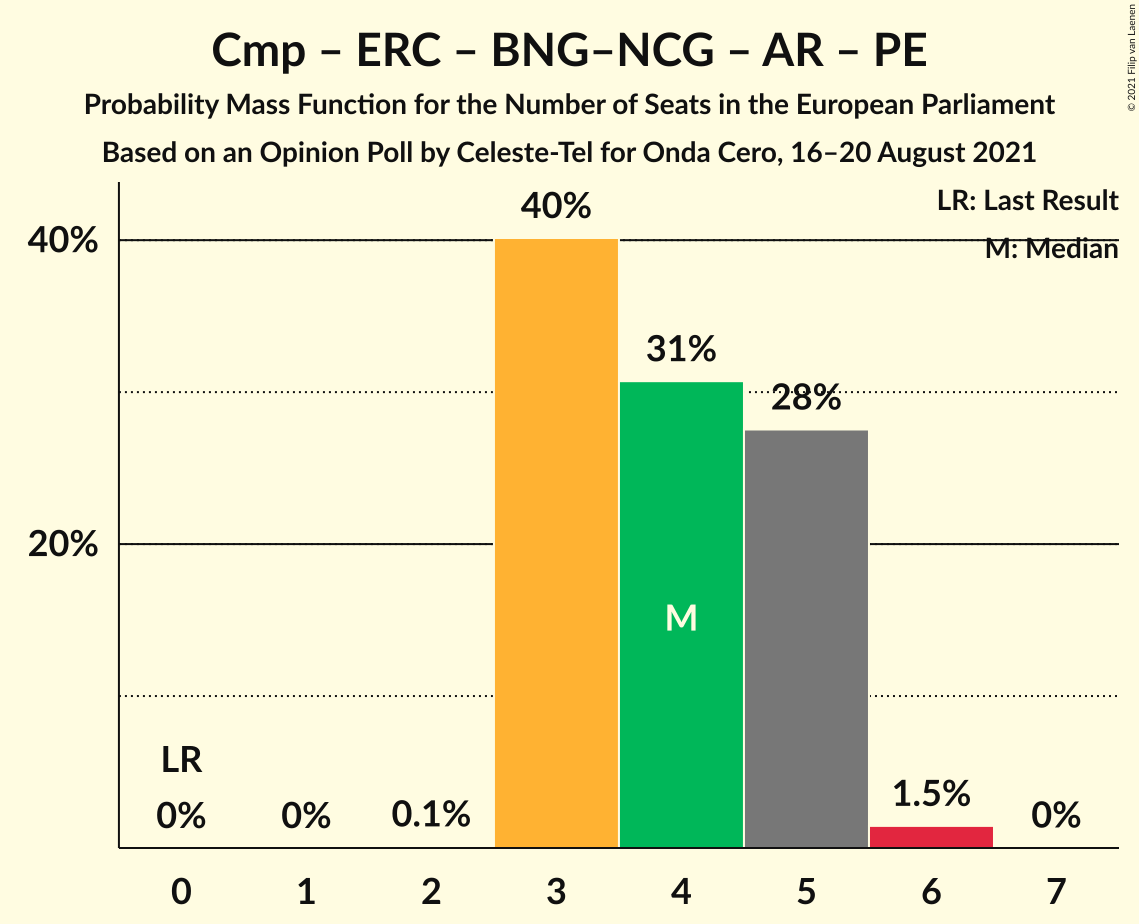 Cmp – ERC – BNG–NCG – AR – PE
Probability Mass Function for the Number of Seats in the European Parliament
Based on an Opinion Poll by Celeste-Tel for Onda Cero, 16–20 August 2021
© 2021 Filip van Laenen
LR: Last Result
M: Median
40%
20%
40%
31%
28%
M
LR
0%
0%
0.1%
1.5%
0%
0 1 2 3 4 5 6 7